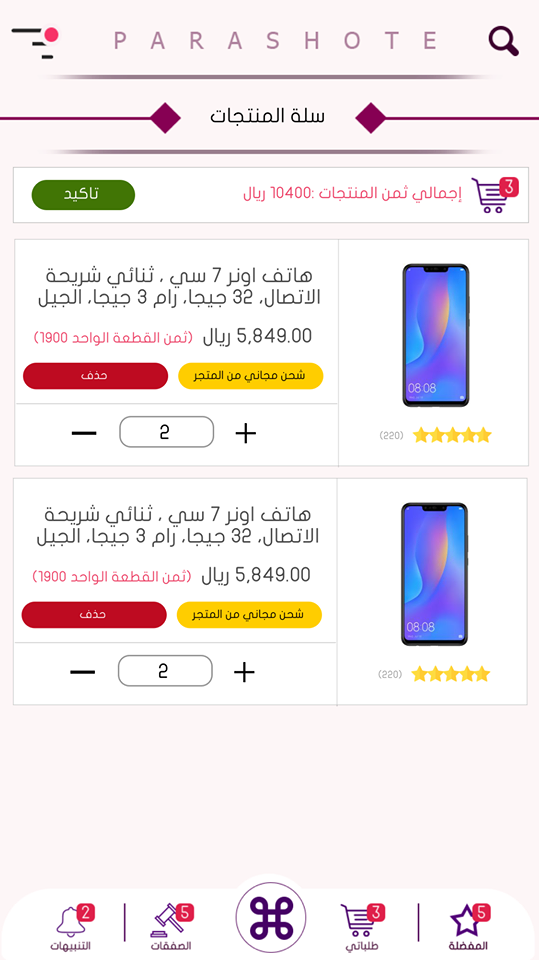 PARASHOTE
سلة المنتجات
3
إجمالي ثمن المنتجات :10400 ريال
تاكيد
هاتف اونر 7 سي ، ثنائي شريحة
الاتصال، 32 جيجا، رام 3 جيجا، الجيل
5,849.00 ريال (ثمن القطعة الواحد 1900)
شحن مجاني من المتجر
حذف
08:08
+ 2 −
(220)
هاتف اونر 7 سي ، ثنائي شريحة
الاتصال، 32 جيجا، رام 3 جيجا، الجيل
5,849.00 ريال (ثمن القطعة الواحد 1900)
شحن مجاني من المتجر
حذف
08:08
+ 2 −
(220)
5
المفضلة
3
طلباتي
5
الصفقات
2
التنبيهات